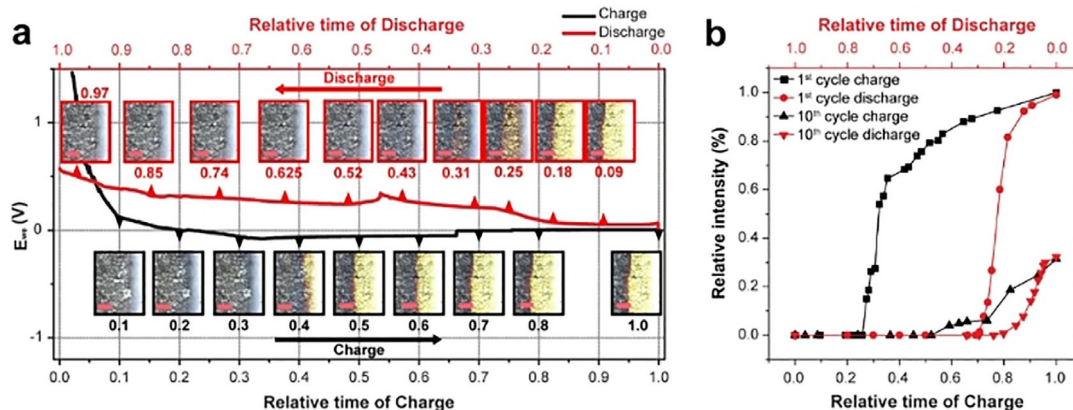 a
Relative time of Discharge
Charge
Discharge
1.0 0.9 0.8 0.7 0.6 0.5 0.4 0.3 0.2 0.1 0.0
Discharge
0.97
0.85 0.74 0.625 0.52 0.43 0.31 0.25 0.18 0.09
1
0
-1
E (V)
0.1 0.2 0.3 0.4 0.5 0.6 0.7 0.8 1.0
Charge
0.0 0.1 0.2 0.3 0.4 0.5 0.6 0.7 0.8 0.9 1.0
Relative time of Charge
b
Relative time of Discharge
1.0 0.8 0.6 0.4 0.2 0.0
1st cycle charge
1st cycle discharge
10th cycle charge
10th cycle dicharge
1.0
0.8
0.6
0.4
0.2
0.0
Relative intensity (%)
0.0 0.2 0.4 0.6 0.8 1.0
Relative time of Charge